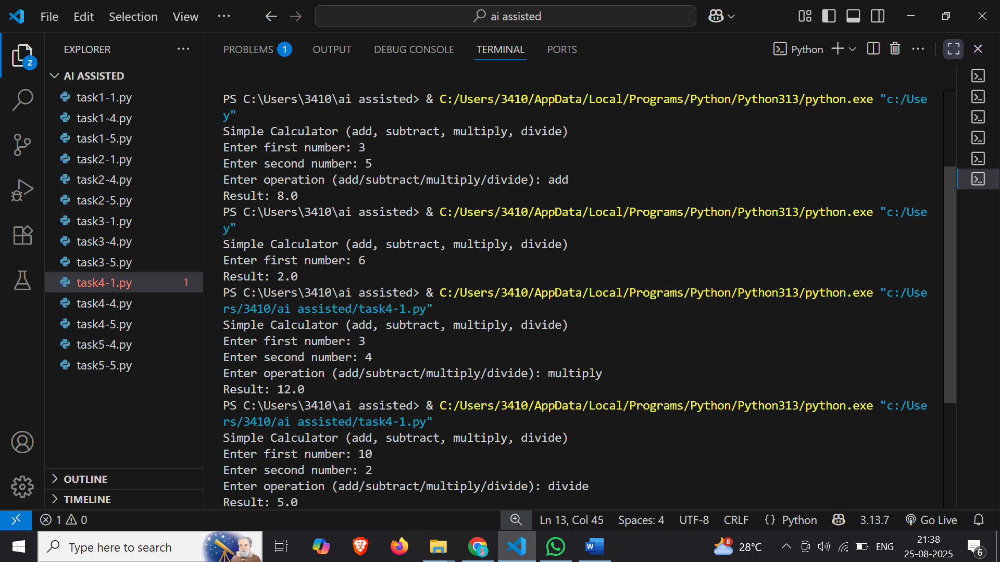 File Edit Selection View ···
ai assisted
EXPLORER ···
AI ASSISTED
task1-1.py
task1-4.py
task1-5.py
task2-1.py
task2-4.py
task2-5.py
task3-1.py
task3-4.py
task3-5.py
task4-1.py 1
task4-4.py
task4-5.py
task5-4.py
task5-5.py
OUTLINE
TIMELINE
2
PROBLEMS 1 OUTPUT DEBUG CONSOLE TERMINAL PORTS
Python
PS C:\Users\3410\ai assisted> & C:/Users/3410/AppData/Local/Programs/Python/Python313/python.exe "c:/Use
y"
Simple Calculator (add, subtract, multiply, divide)
Enter first number: 3
Enter second number: 5
Enter operation (add/subtract/multiply/divide): add
Result: 8.0
PS C:\Users\3410\ai assisted> & C:/Users/3410/AppData/Local/Programs/Python/Python313/python.exe "c:/Use
y"
Simple Calculator (add, subtract, multiply, divide)
Enter first number: 6
Result: 2.0
PS C:\Users\3410\ai assisted> & C:/Users/3410/AppData/Local/Programs/Python/Python313/python.exe "c:/Use
rs/3410/ai assisted/task4-1.py"
Simple Calculator (add, subtract, multiply, divide)
Enter first number: 3
Enter second number: 4
Enter operation (add/subtract/multiply/divide): multiply
Result: 12.0
PS C:\Users\3410\ai assisted> & C:/Users/3410/AppData/Local/Programs/Python/Python313/python.exe "c:/Use
rs/3410/ai assisted/task4-1.py"
Simple Calculator (add, subtract, multiply, divide)
Enter first number: 10
Enter second number: 2
Enter operation (add/subtract/multiply/divide): divide
Result: 5.0
1 0 Ln 13, Col 45 Spaces: 4 UTF-8 CRLF {} Python 3.13.7 Go Live
Type here to search
8 28°C ENG
21:38
25-08-2025
6